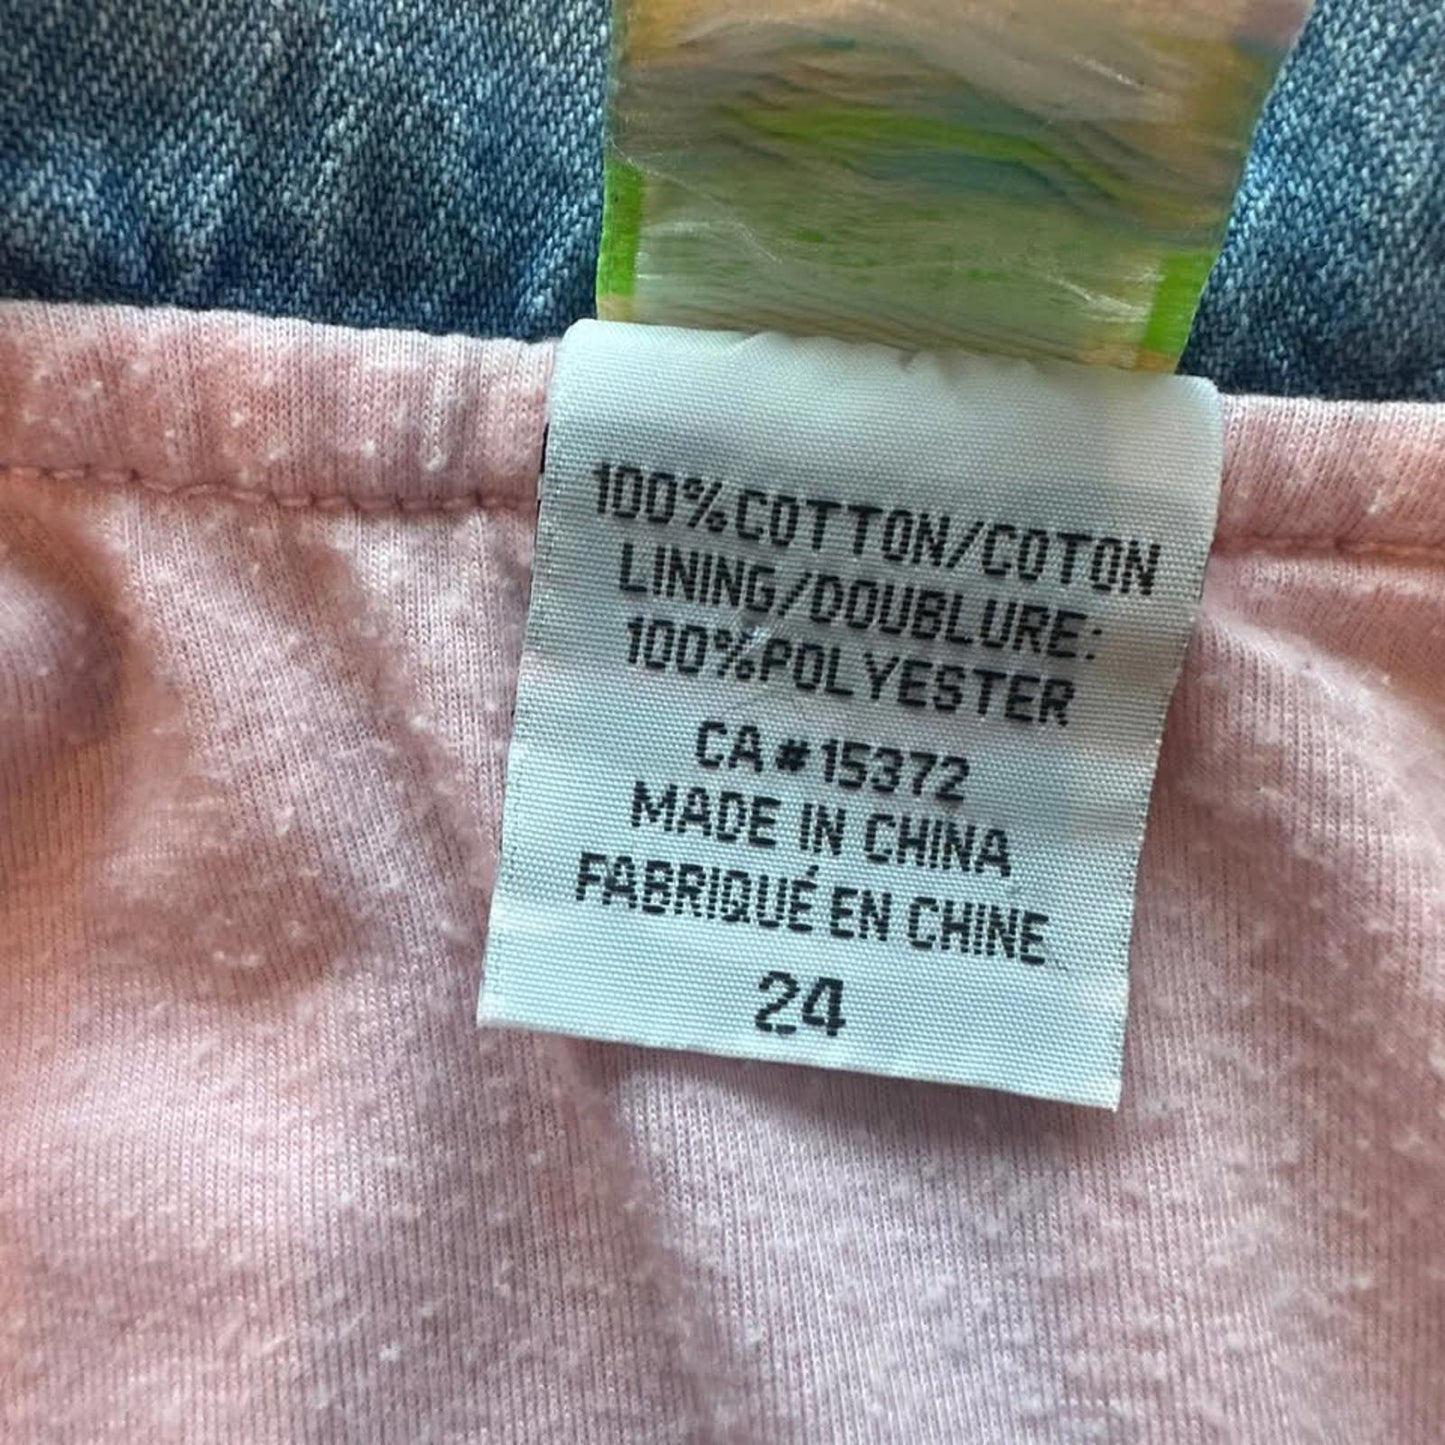 100%COTTON/COTON
LINING/DOUBLURE:
100%POLYESTER
CA#15372
MADE IN CHINA
FABRIQUÉ EN CHINE
24